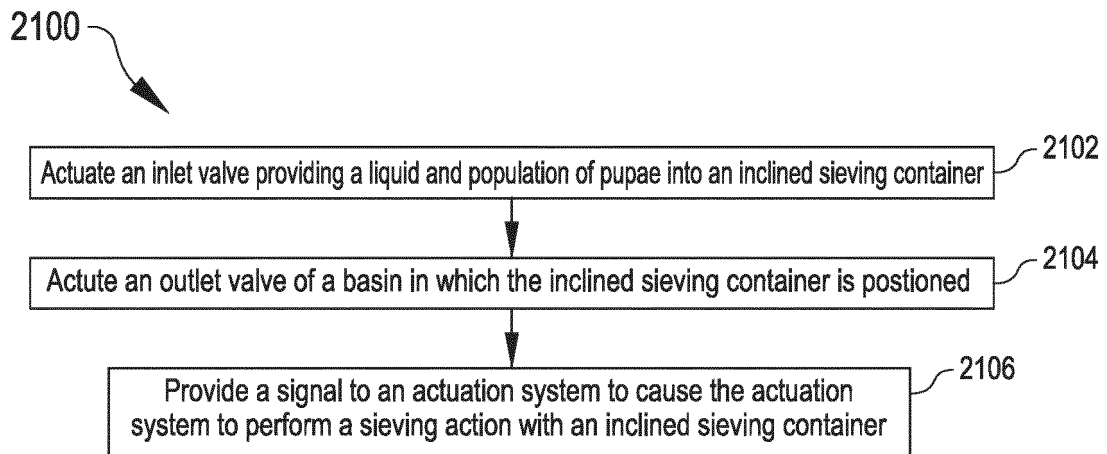 2100
2102
Actuate an inlet valve providing a liquid and population of pupae into an inclined sieving container
2104
Actute an outlet valve of a basin in which the inclined sieving container is postioned
2106
Provide a signal to an actuation system to cause the actuation
system to perform a sieving action with an inclined sieving container